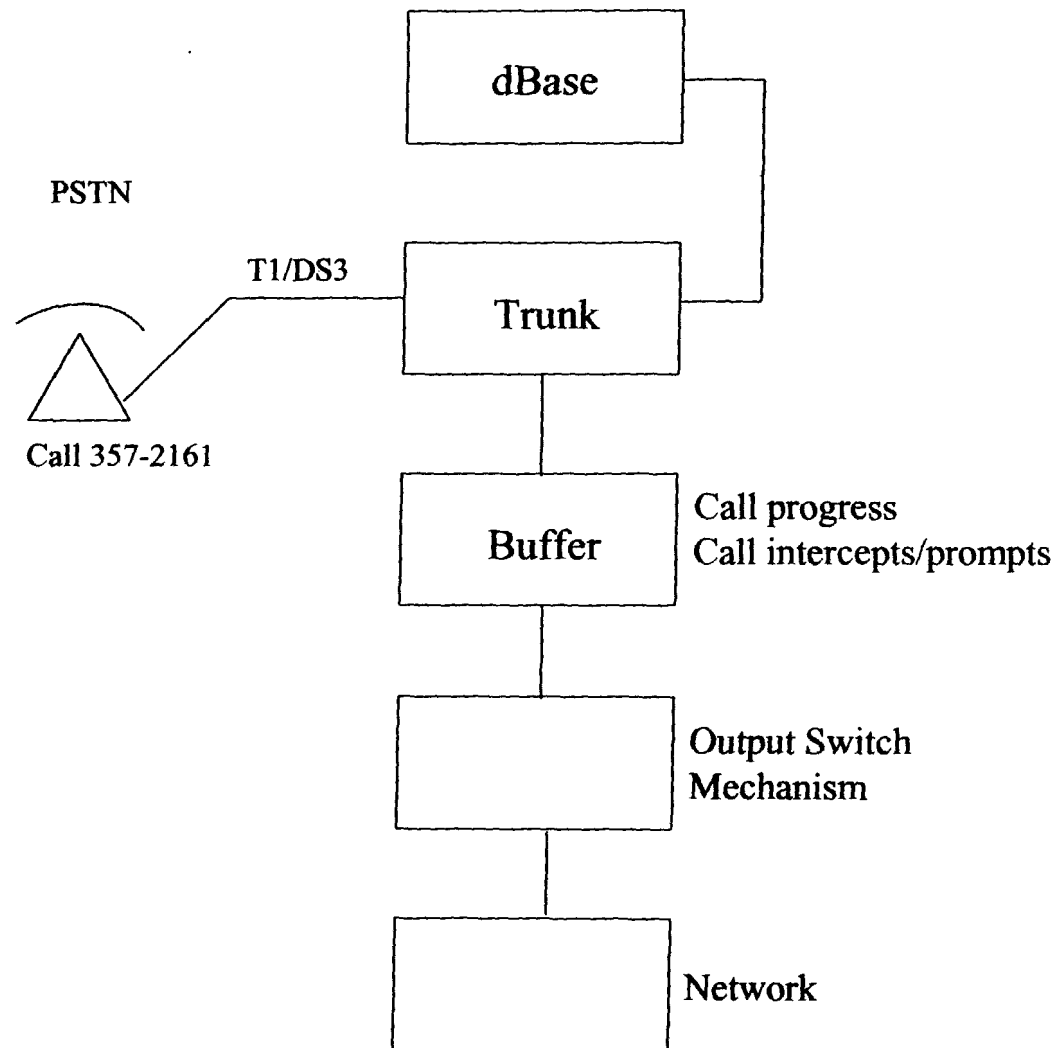 dBase
PSTN
T1/DS3
Trunk
Call 357-2161
Buffer
Call progress
Call intercepts/prompts
Output Switch
Mechanism
Network